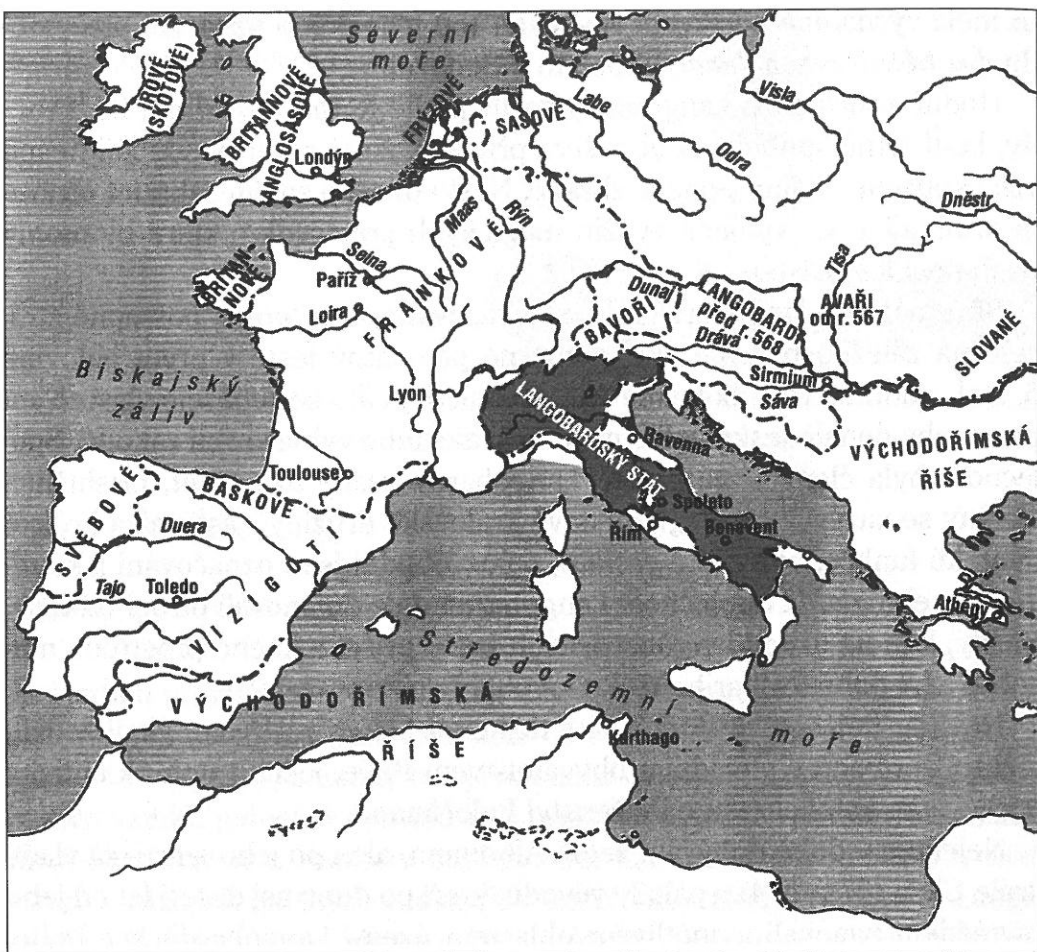 Severní
moře
IROVÉ
(SKOTOVÉ)
BRITANNOVÉ
ANGLOSASOVÉ
Londýn
FRÍZOVÉ
SASOVÉ
Labe
Visla
Odra
Dněstr
Tisa
BRITAN-
NOVÉ
Seina
Paříž
Loira
Maas
Rýn
FRANKOVÉ
Lyon
BAVOŘI
Dunaj
LANGOBARDI
před r. 568
Dráva
AVAŘI
od r. 567
SLOVANÉ
Sirmium
Sáva
Biskajský
záliv
LANGOBARDSKÝ STÁT
Ravenna
VÝCHODOŘÍMSKÁ
ŘÍŠE
Toulouse
BASKOVÉ
SVÉBOVÉ
Duera
Spoleto
Řím
Benevent
Tajo
Toledo
VIZIGÓTI
Athény
Středozemní
moře
VÝCHODOŘÍMSKÁ
ŘÍŠE
Karthago